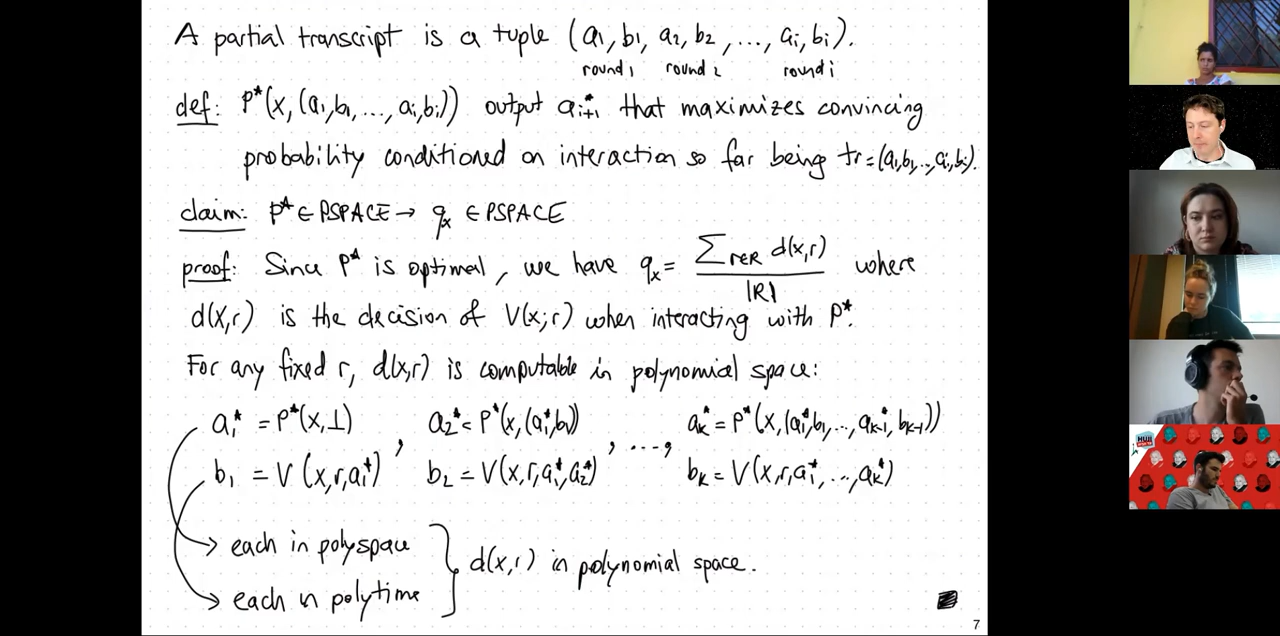 A partial transcript is a tuple (a₁, b₁, a₂, b₂, ..., aᵢ, bᵢ).
round 1 round 2 round i
def: P*(x, (a₁,b₁, ..., aᵢ,bᵢ)) output a*ᵢ₊₁ that maximizes convincing
probability conditioned on interaction so far being tr=(a₁,b₁,..,aᵢ,bᵢ).
claim: P* ∈ PSPACE → qₓ ∈ PSPACE
proof: Since P* is optimal, we have qₓ = ∑r∈R d(x,r) / |R| where
d(x,r) is the decision of V(x;r) when interacting with P*.
For any fixed r, d(x,r) is computable in polynomial space:
a₁* = P*(x,⊥) , a₂* = P*(x,(a₁*,b₁)) , ..., aₖ* = P*(x,(a₁*,b₁,...,a*ₖ₋₁,bₖ₋₁))
b₁ = V(x,r,a₁*) b₂ = V(x,r,a₁*,a₂*) bₖ = V(x,r,a₁*,...,aₖ*)
→ each in polyspace
→ each in polytime } d(x,r) in polynomial space.
7